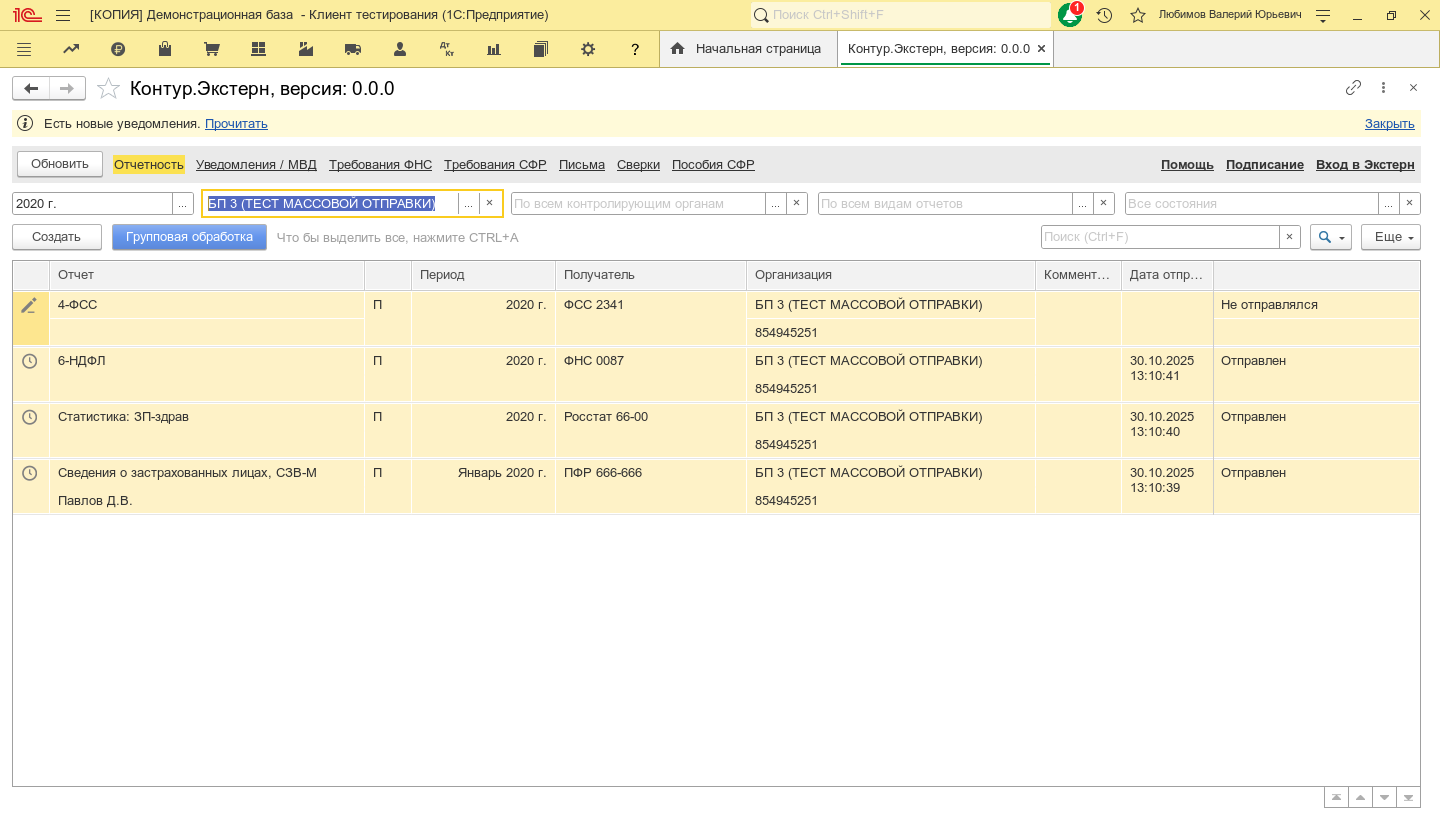 [КОПИЯ] Демонстрационная база - Клиент тестирования (1С:Предприятие)
Поиск Ctrl+Shift+F
1
Любимов Валерий Юрьевич
Дт
Кт
?
Начальная страница
Контур.Экстерн, версия: 0.0.0
Контур.Экстерн, версия: 0.0.0
Есть новые уведомления. Прочитать
Закрыть
Обновить
Отчетность
Уведомления / МВД
Требования ФНС
Требования СФР
Письма
Сверки
Пособия СФР
Помощь
Подписание
Вход в Экстерн
2020 г.
...
БП 3 (ТЕСТ МАССОВОЙ ОТПРАВКИ)
...
По всем контролирующим органам
...
По всем видам отчетов
...
Все состояния
...
Создать
Групповая обработка
Что бы выделить все, нажмите CTRL+A
Поиск (Ctrl+F)
Еще
Отчет
Период
Получатель
Организация
Коммент...
Дата отпр...
4-ФСС
П
2020 г.
ФСС 2341
БП 3 (ТЕСТ МАССОВОЙ ОТПРАВКИ)
Не отправлялся
854945251
6-НДФЛ
П
2020 г.
ФНС 0087
БП 3 (ТЕСТ МАССОВОЙ ОТПРАВКИ)
30.10.2025
13:10:41
Отправлен
854945251
Статистика: ЗП-здрав
П
2020 г.
Росстат 66-00
БП 3 (ТЕСТ МАССОВОЙ ОТПРАВКИ)
30.10.2025
13:10:40
Отправлен
854945251
Сведения о застрахованных лицах, СЗВ-М
П
Январь 2020 г.
ПФР 666-666
БП 3 (ТЕСТ МАССОВОЙ ОТПРАВКИ)
30.10.2025
13:10:39
Отправлен
Павлов Д.В.
854945251